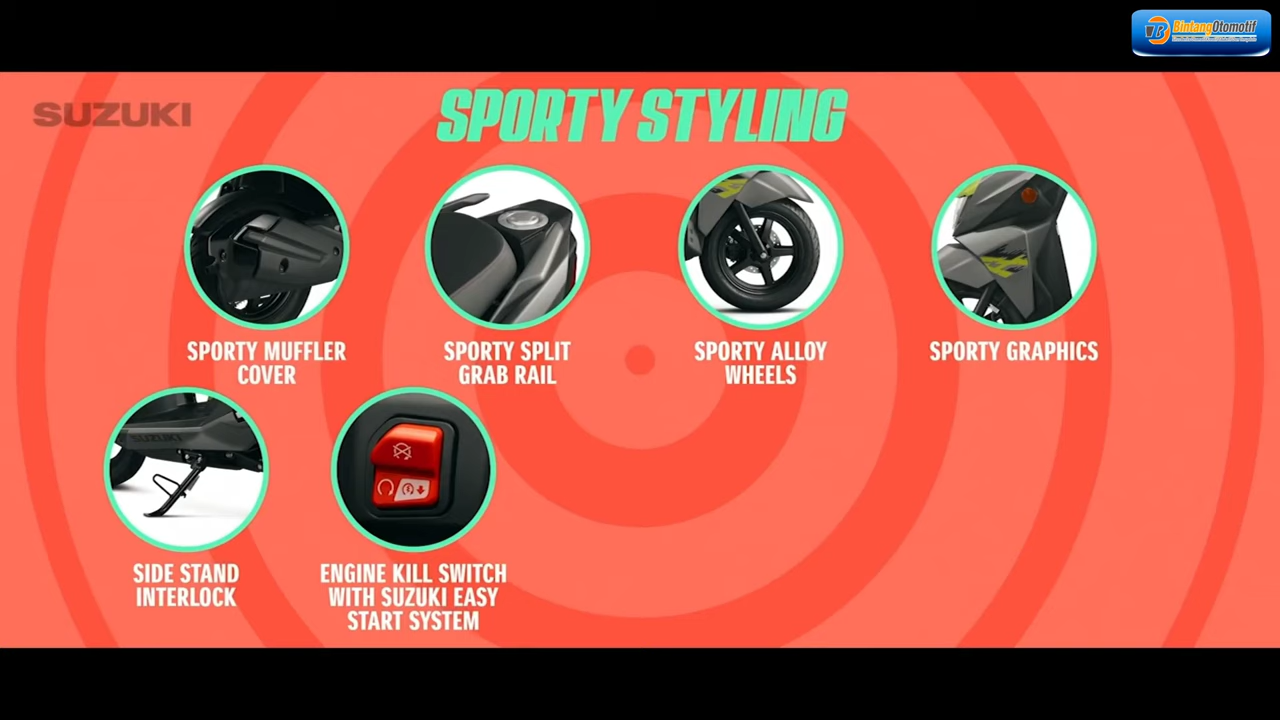 BintangOtomotif
SUZUKI
SPORTY STYLING
SPORTY MUFFLER
COVER
SPORTY SPLIT
GRAB RAIL
SPORTY ALLOY
WHEELS
SPORTY GRAPHICS
SUZUKI
SIDE STAND
INTERLOCK
ENGINE KILL SWITCH
WITH SUZUKI EASY
START SYSTEM